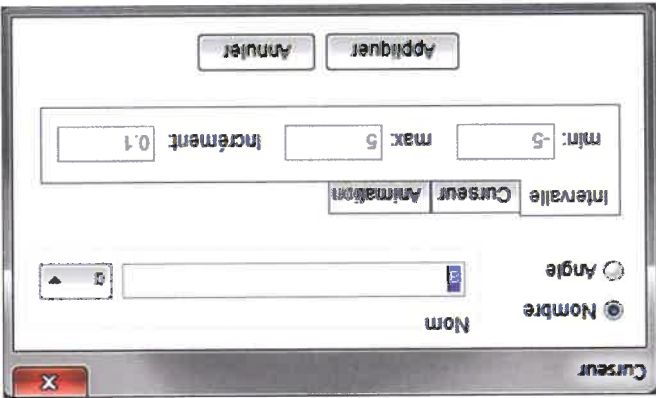 Curseur
Nom
Nombre
Angle
a
α
Intervalle Curseur Animation
min: -5 max: 5 Incrément: 0.1
Appliquer Annuler